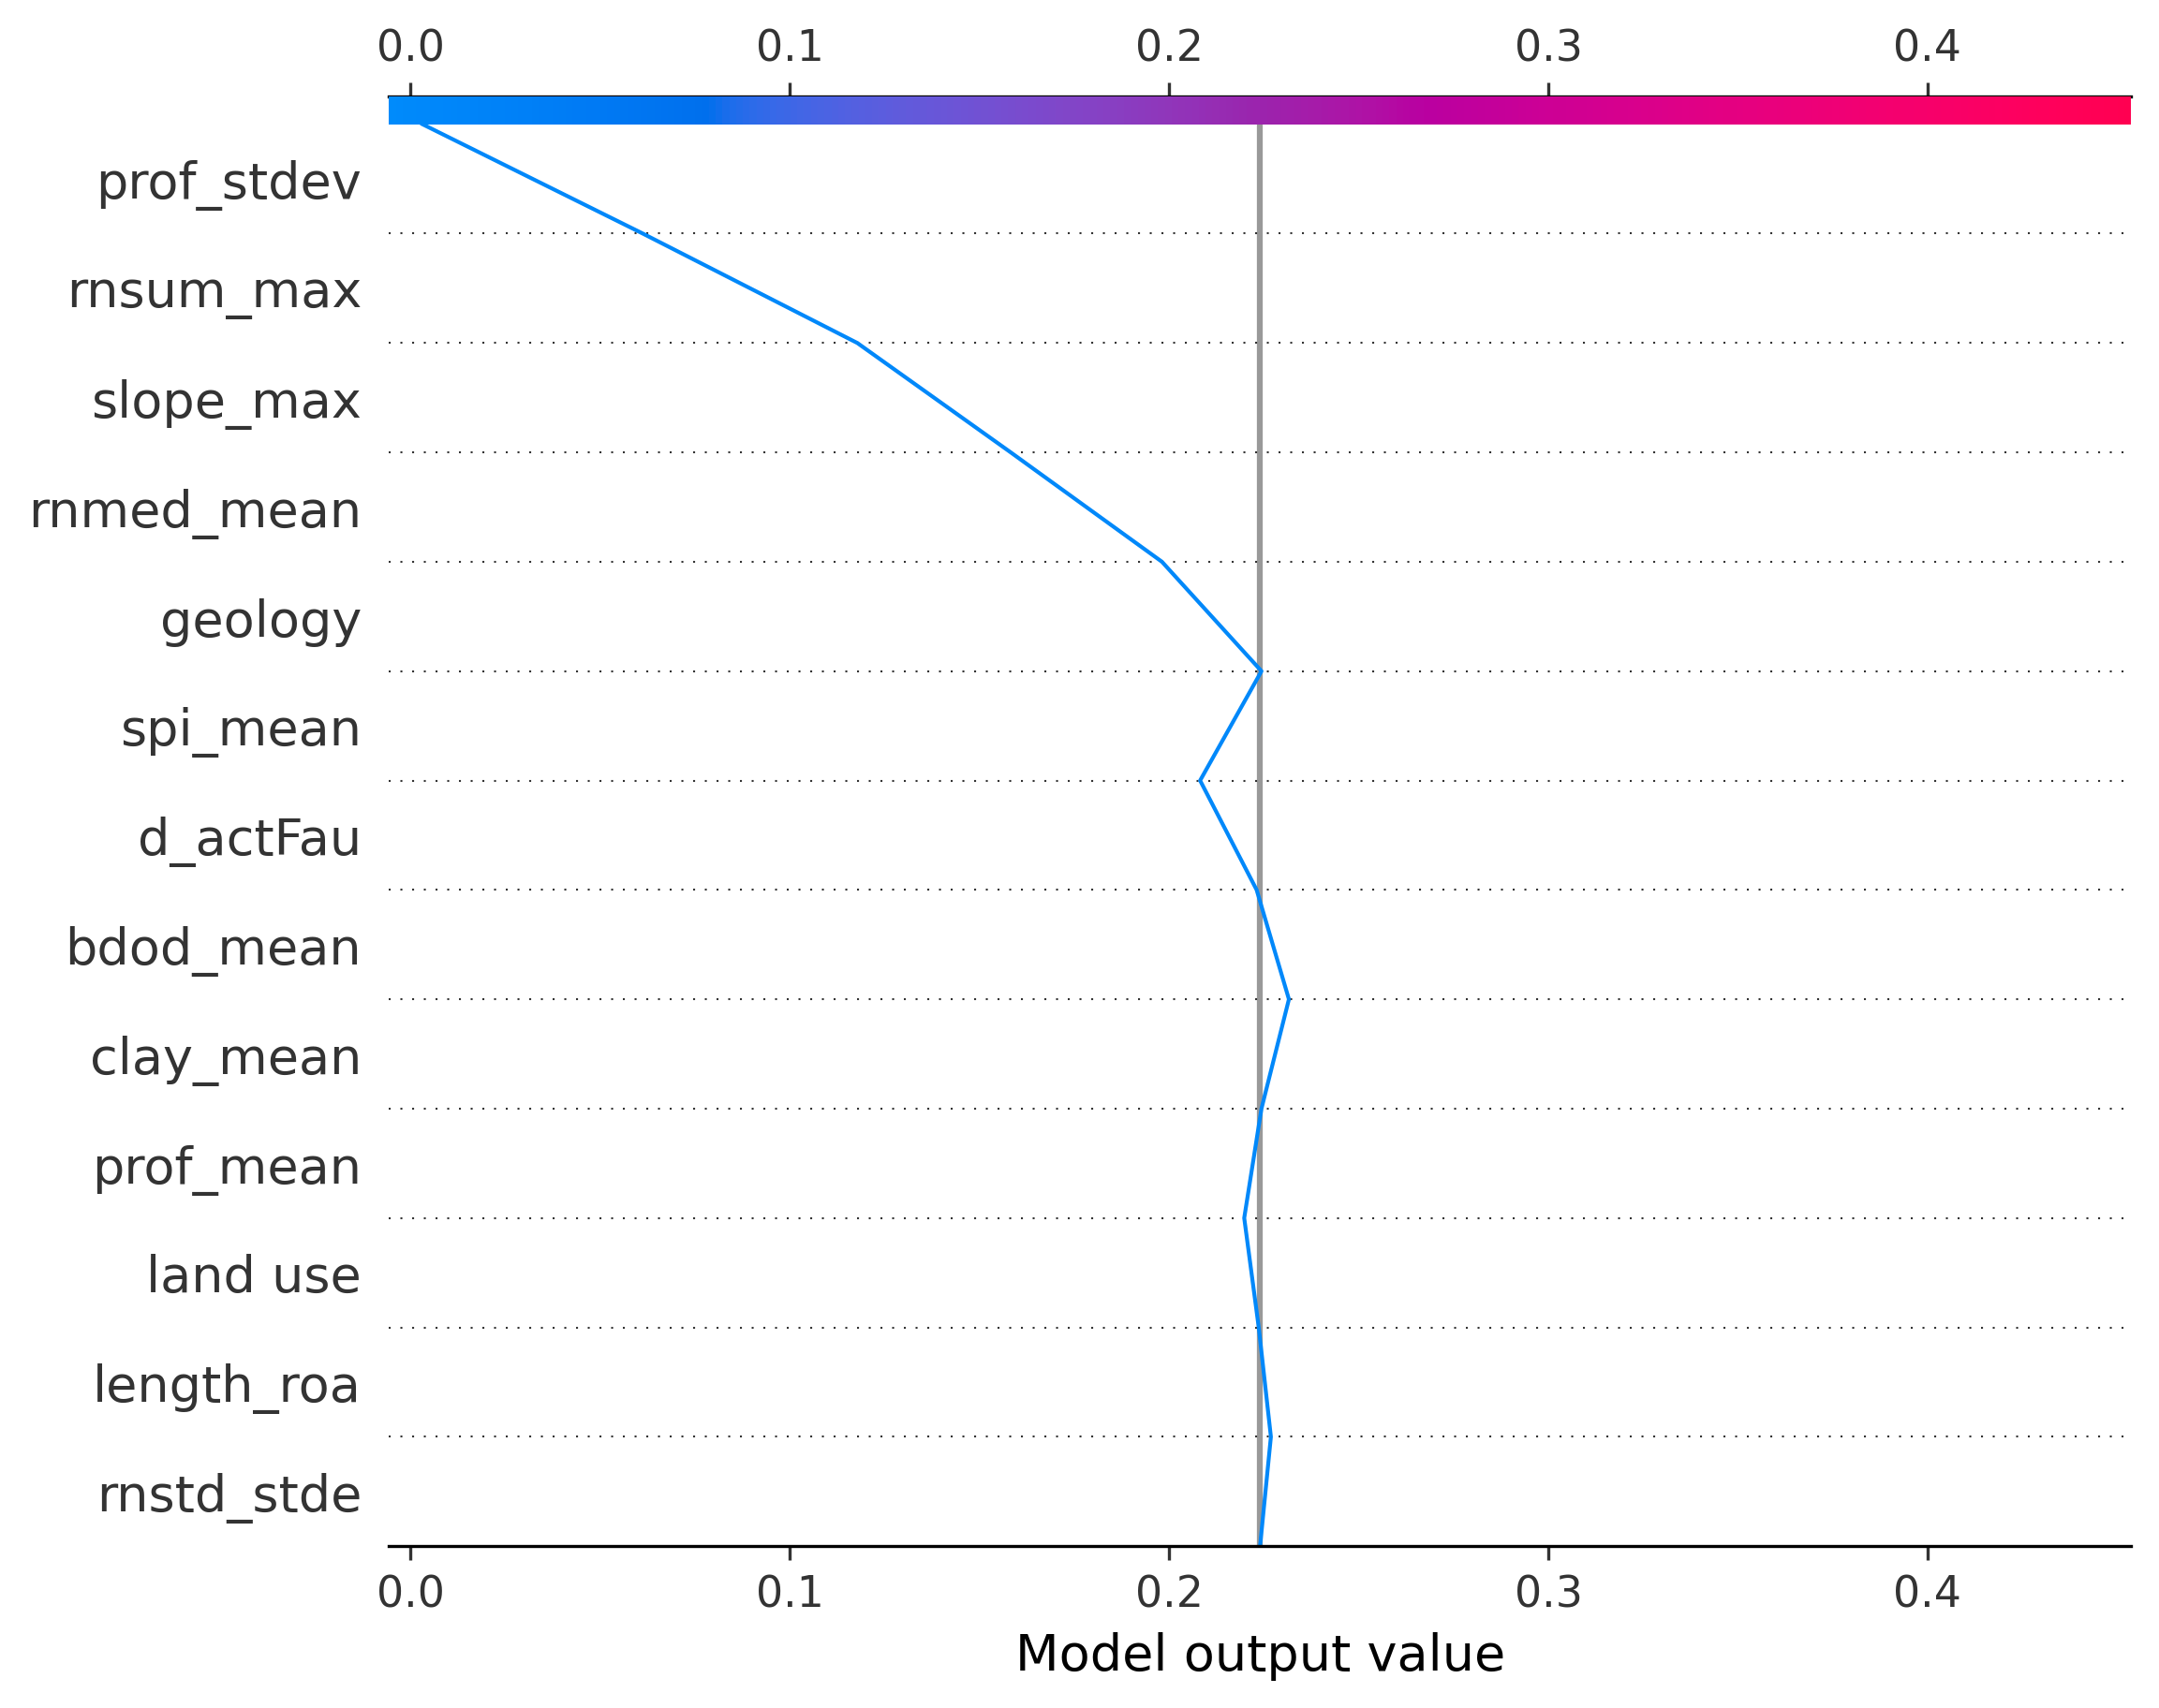 0.0 0.1 0.2 0.3 0.4
prof_stdev
rnsum_max
slope_max
rnmed_mean
geology
spi_mean
d_actFau
bdod_mean
clay_mean
prof_mean
land use
length_roa
rnstd_stde
0.0 0.1 0.2 0.3 0.4
Model output value